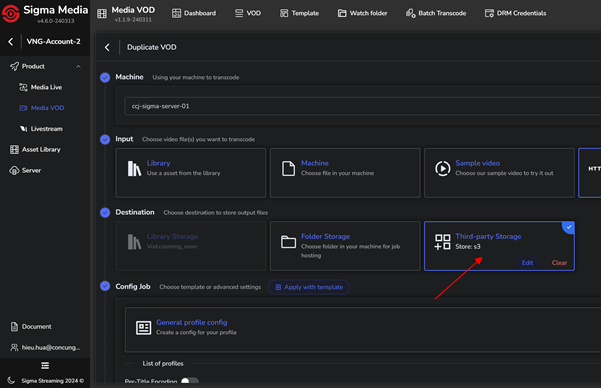 Sigma Media
v4.6.0-240313
Media VOD
v1.1.9-240311
Dashboard
VOD
Template
Watch folder
Batch Transcode
DRM Credentials
VNG-Account-2
Product
Media Live
Media VOD
Livestream
Asset Library
Server
Document
hieu.hua@concung...
Sigma Streaming 2024 ©
Duplicate VOD
Machine
Using your machine to transcode
ccj-sigma-server-01
Input
Choose video file(s) you want to transcode
Library
Use a asset from the library
Machine
Choose file in your machine
Sample video
Choose our sample video to try it out
HTT
Destination
Choose destination to store output files
Library Storage
Vod.comming_soon
Folder Storage
Choose folder in your machine for job
hosting
Third-party Storage
Store: s3
Edit
Clear
Config Job
Choose template or advanced settings
Apply with template
General profile config
Create a config for your profile
List of profiles
Per-Title Encoding